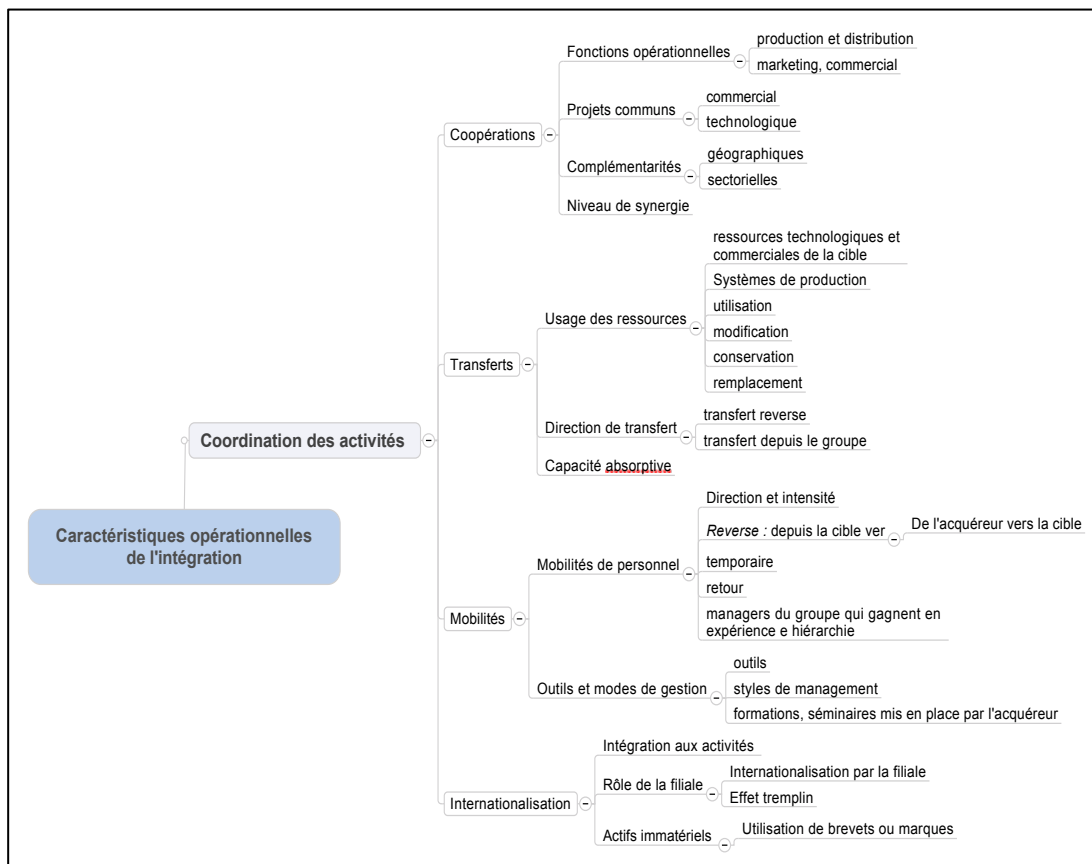 Caractéristiques opérationnelles
de l'intégration
Coordination des activités
Coopérations
Fonctions opérationnelles
production et distribution
marketing, commercial
Projets communs
commercial
technologique
Complémentarités
géographiques
sectorielles
Niveau de synergie
Transferts
Usage des ressources
ressources technologiques et
commerciales de la cible
Systèmes de production
utilisation
modification
conservation
remplacement
Direction de transfert
transfert reverse
transfert depuis le groupe
Capacité absorptive
Mobilités
Mobilités de personnel
Direction et intensité
Reverse : depuis la cible ver
De l'acquéreur vers la cible
temporaire
retour
managers du groupe qui gagnent en
expérience e hiérarchie
Outils et modes de gestion
outils
styles de management
formations, séminaires mis en place par l'acquéreur
Internationalisation
Intégration aux activités
Rôle de la filiale
Internationalisation par la filiale
Effet tremplin
Actifs immatériels
Utilisation de brevets ou marques